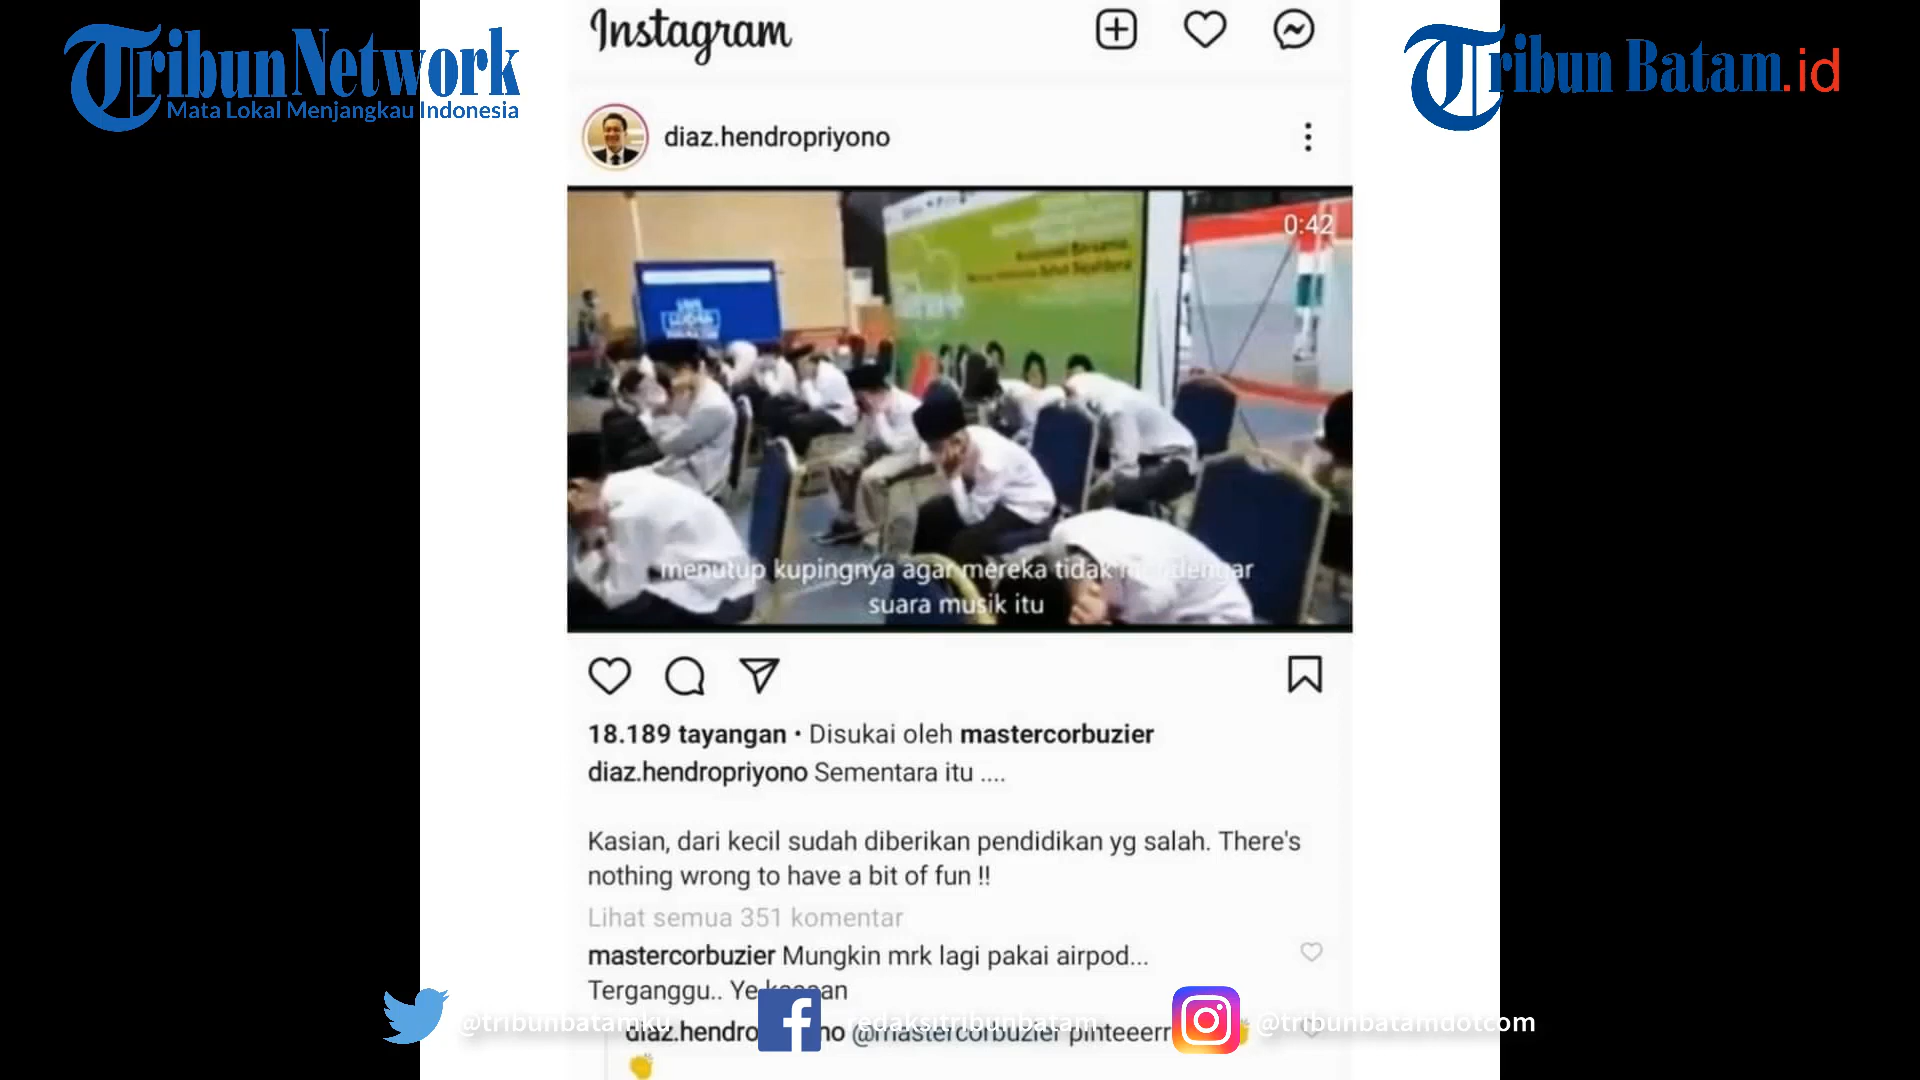 Instagram
TribunNetwork
Mata Lokal Menjangkau Indonesia
Tribun Batam.id
diaz.hendropriyono
0:42
menutup kupingnya agar mereka tidak
suara musik itu
18.189 tayangan • Disukai oleh mastercorbuzier
diaz.hendropriyono Sementara itu ....
Kasian, dari kecil sudah diberikan pendidikan yg salah. There's
nothing wrong to have a bit of fun !!
Lihat semua 351 komentar
mastercorbuzier Mungkin mrk lagi pakai airpod...
Terganggu..
@mastercorbuzier pinteeerr
@tribunbatamku
redaksitribunbatam
@tribunbatamdotcom